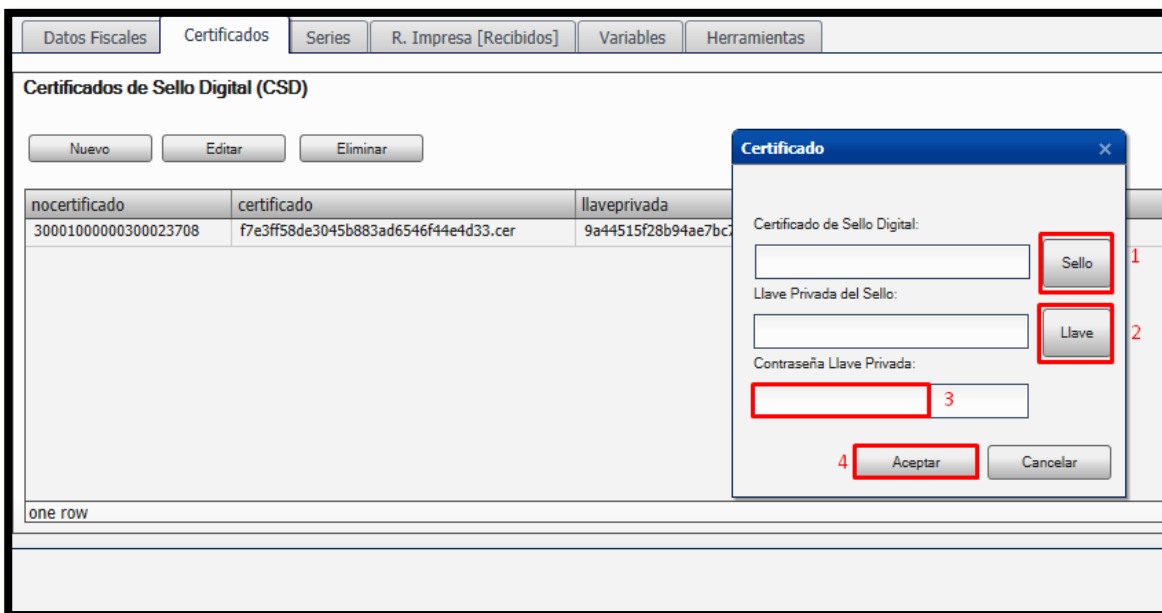 Datos Fiscales Certificados Series R. Impresa [Recibidos] Variables Herramientas
Certificados de Sello Digital (CSD)
Nuevo Editar Eliminar
nocertificado certificado llaveprivada
30001000000300023708 f7e3ff58de3045b883ad6546f44e4d33.cer 9a44515f28b94ae7bc7
one row
Certificado ×
Certificado de Sello Digital:
Sello 1
Llave Privada del Sello:
Llave 2
Contraseña Llave Privada:
3
4 Aceptar Cancelar